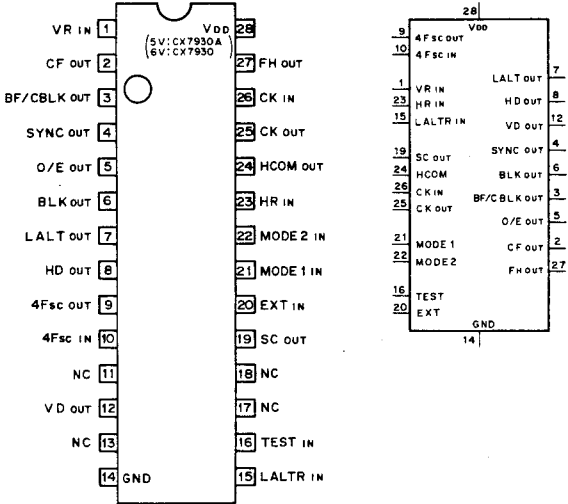 VR IN 1
CF OUT 2
BF/CBLK OUT 3
SYNC OUT 4
O/E OUT 5
BLK OUT 6
LALT OUT 7
HD OUT 8
4Fsc OUT 9
4Fsc IN 10
NC 11
VD OUT 12
NC 13
14 GND
VDD 28
(5V:CX7930A
6V:CX7930)
27 FH OUT
26 CK IN
25 CK OUT
24 HCOM OUT
23 HR IN
22 MODE 2 IN
21 MODE 1 IN
20 EXT IN
19 SC OUT
18 NC
17 NC
16 TEST IN
15 LALTR IN
28
VDD
9 4Fsc OUT
10 4Fsc IN
1 VR IN
23 HR IN
15 LALTR IN
19 SC OUT
24 HCOM
26 CK IN
25 CK OUT
21 MODE 1
22 MODE 2
16 TEST
20 EXT
LALT OUT 7
HD OUT 8
VD OUT 12
SYNC OUT 4
BLK OUT 6
BF/CBLK OUT 3
O/E OUT 5
CF OUT 2
FH OUT 27
GND
14